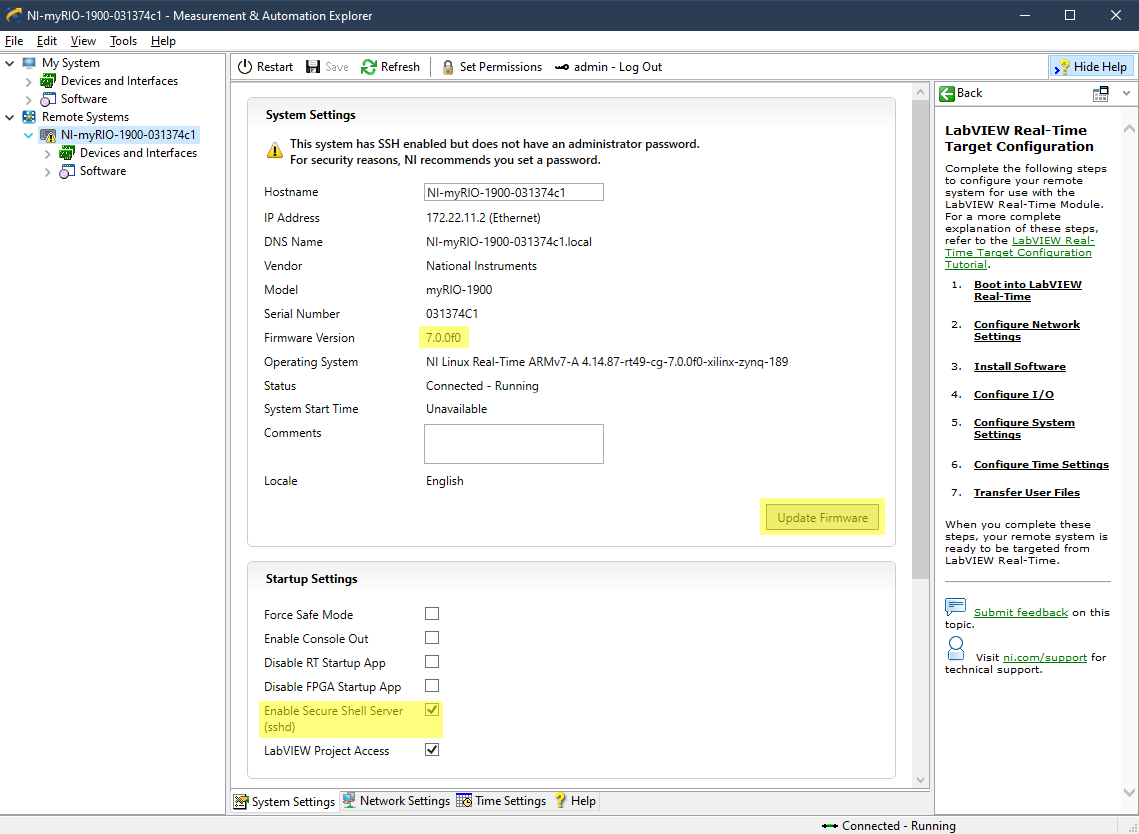 NI-myRIO-1900-031374c1 - Measurement & Automation Explorer
File Edit View Tools Help
My System
Devices and Interfaces
Software
Remote Systems
NI-myRIO-1900-031374c1
Devices and Interfaces
Software
Restart Save Refresh Set Permissions admin - Log Out Hide Help
System Settings
This system has SSH enabled but does not have an administrator password.
For security reasons, NI recommends you set a password.
Hostname NI-myRIO-1900-031374c1
IP Address 172.22.11.2 (Ethernet)
DNS Name NI-myRIO-1900-031374c1.local
Vendor National Instruments
Model myRIO-1900
Serial Number 031374C1
Firmware Version 7.0.0f0
Operating System NI Linux Real-Time ARMv7-A 4.14.87-rt49-cg-7.0.0f0-xilinx-zynq-189
Status Connected - Running
System Start Time Unavailable
Comments
Locale English
Update Firmware
Startup Settings
Force Safe Mode
Enable Console Out
Disable RT Startup App
Disable FPGA Startup App
Enable Secure Shell Server
(sshd)
LabVIEW Project Access
System Settings Network Settings Time Settings Help
Back
LabVIEW Real-Time
Target Configuration
Complete the following steps
to configure your remote
system for use with the
LabVIEW Real-Time Module.
For a more complete
explanation of these steps,
refer to the LabVIEW Real-
Time Target Configuration
Tutorial.
1. Boot into LabVIEW
Real-Time
2. Configure Network
Settings
3. Install Software
4. Configure I/O
5. Configure System
Settings
6. Configure Time Settings
7. Transfer User Files
When you complete these
steps, your remote system is
ready to be targeted from
LabVIEW Real-Time.
Submit feedback on this
topic.
Visit ni.com/support for
technical support.
Connected - Running